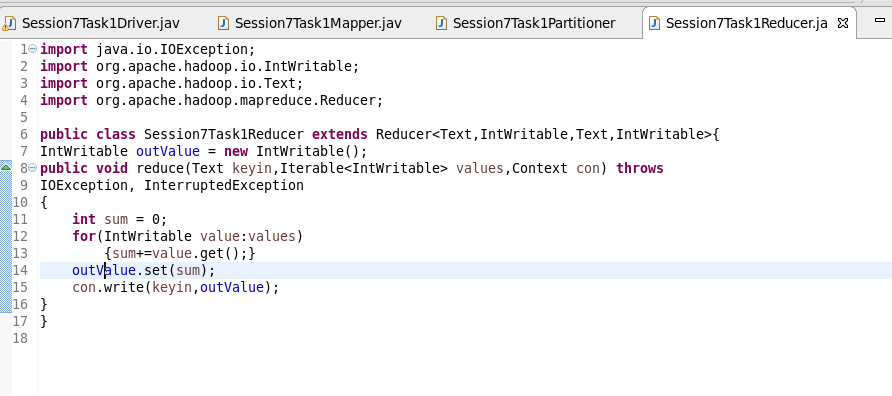 Session7Task1Driver.jav Session7Task1Mapper.jav Session7Task1Partitioner Session7Task1Reducer.ja
1 import java.io.IOException;
2 import org.apache.hadoop.io.IntWritable;
3 import org.apache.hadoop.io.Text;
4 import org.apache.hadoop.mapreduce.Reducer;
5
6 public class Session7Task1Reducer extends Reducer<Text,IntWritable,Text,IntWritable>{
7 IntWritable outValue = new IntWritable();
8 public void reduce(Text keyin,Iterable<IntWritable> values,Context con) throws
9 IOException, InterruptedException
10 {
11     int sum = 0;
12     for(IntWritable value:values)
13         {sum+=value.get();}
14     outValue.set(sum);
15     con.write(keyin,outValue);
16 }
17 }
18